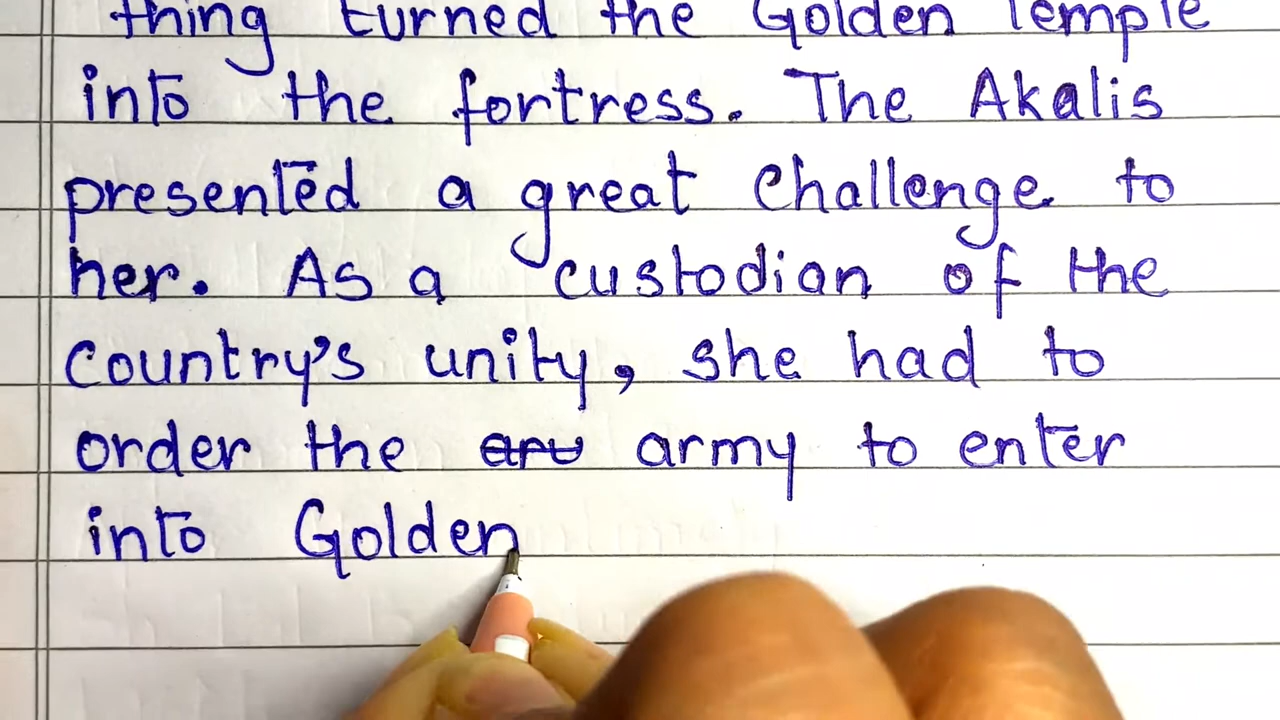 thing turned the Golden Temple
into the fortress. The Akalis
presented a great challenge to
her. As a custodian of the
country's unity, she had to
order the aru army to enter
into Golden